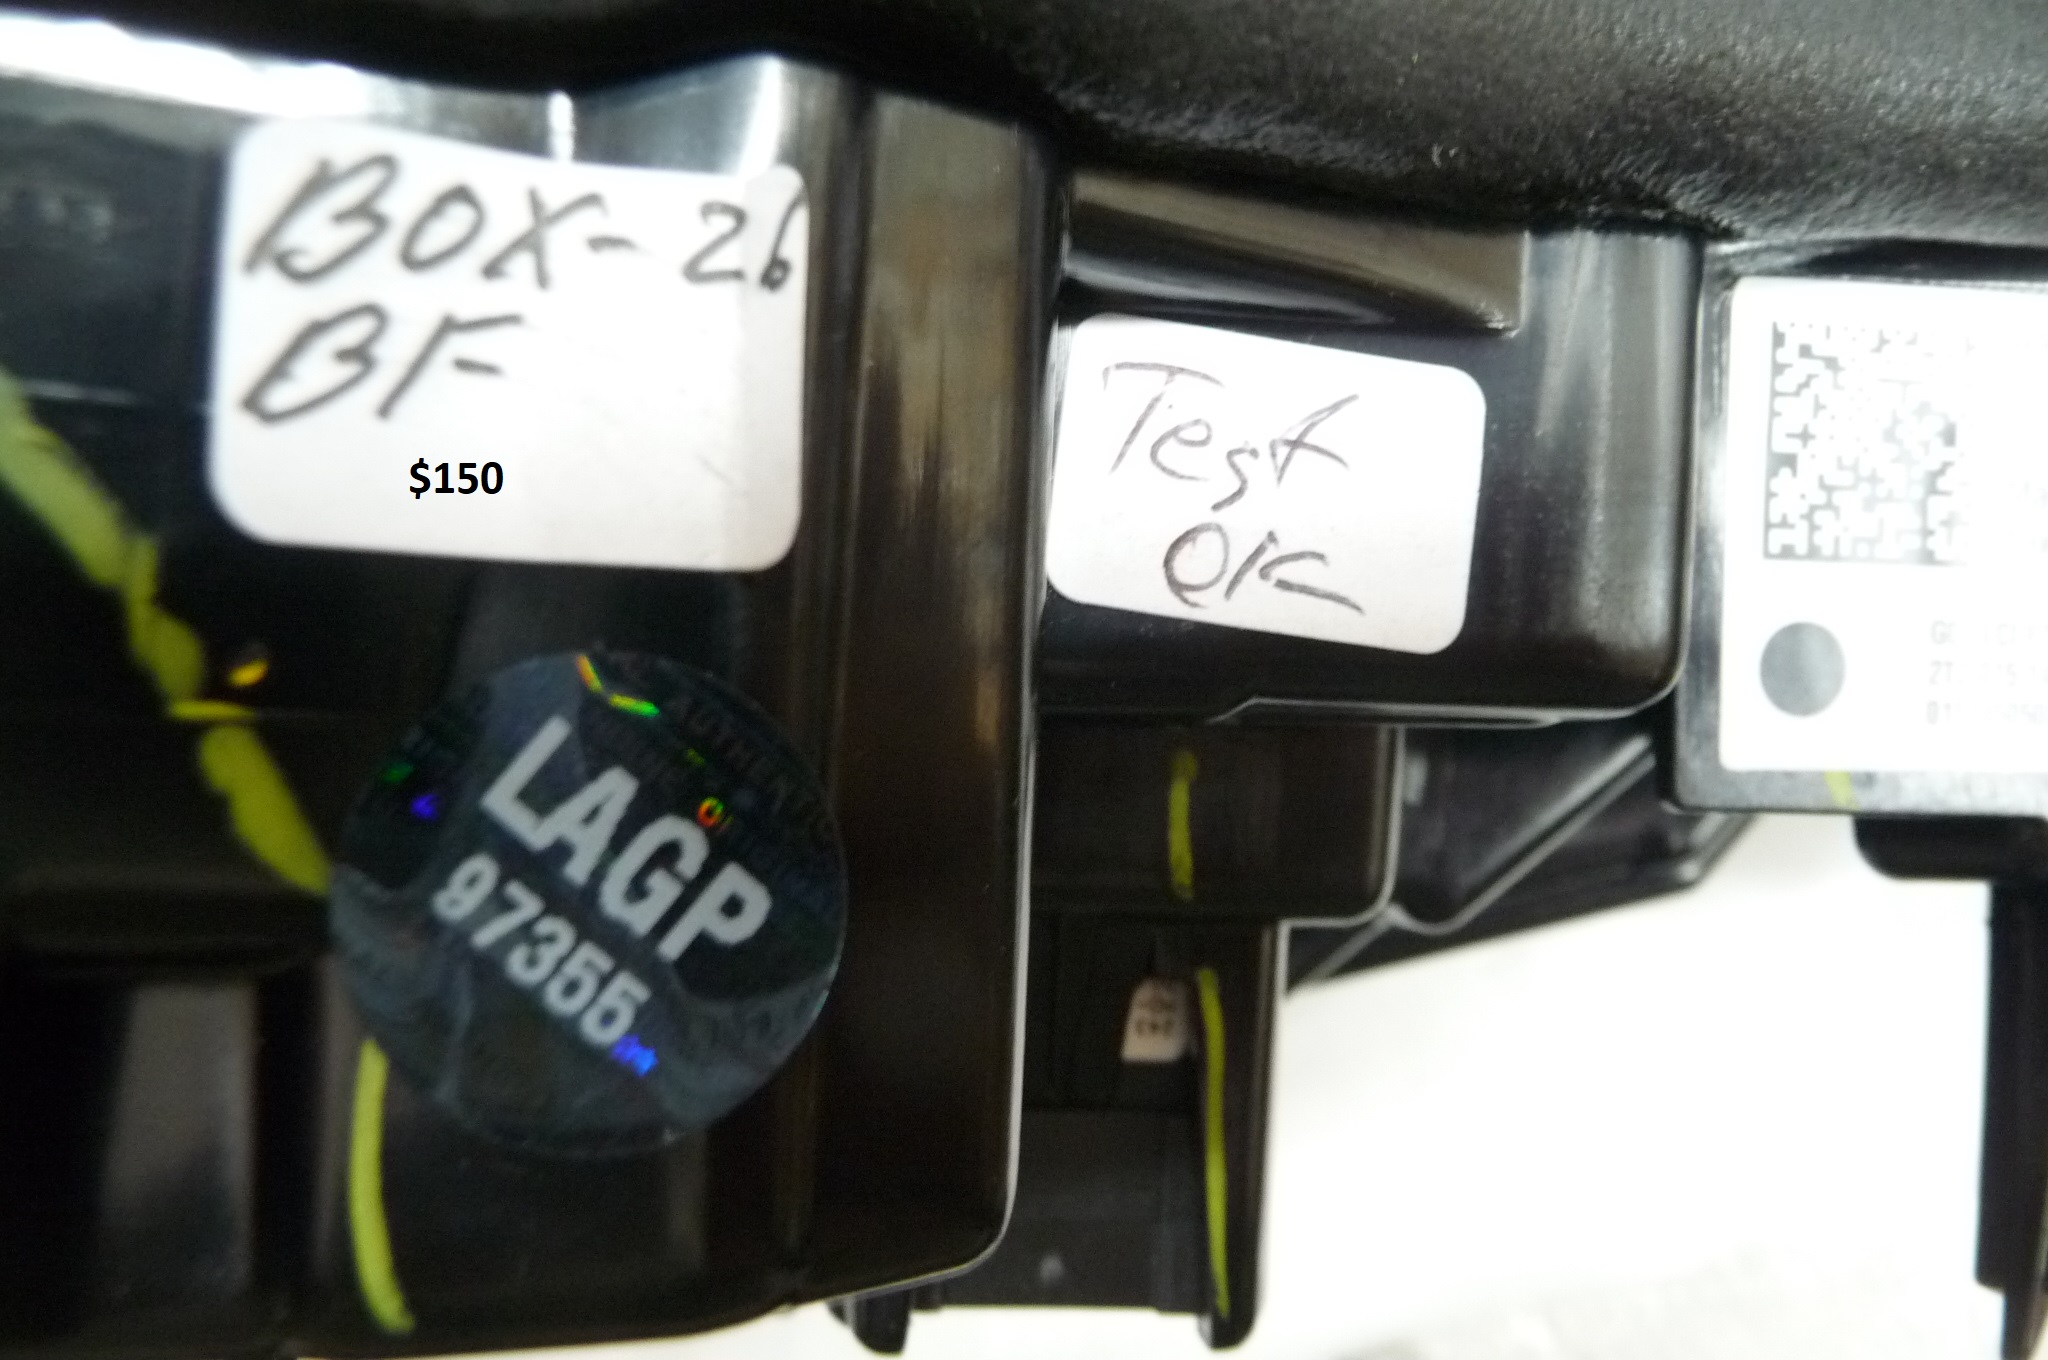 BOX-26
BF
$150
Test
OK
LAGP
97355